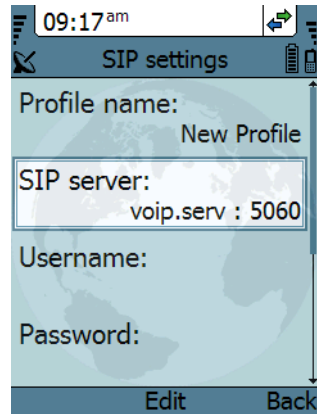 09:17am
SIP settings
Profile name:
New Profile
SIP server:
voip.serv : 5060
Username:
Password:
Edit Back